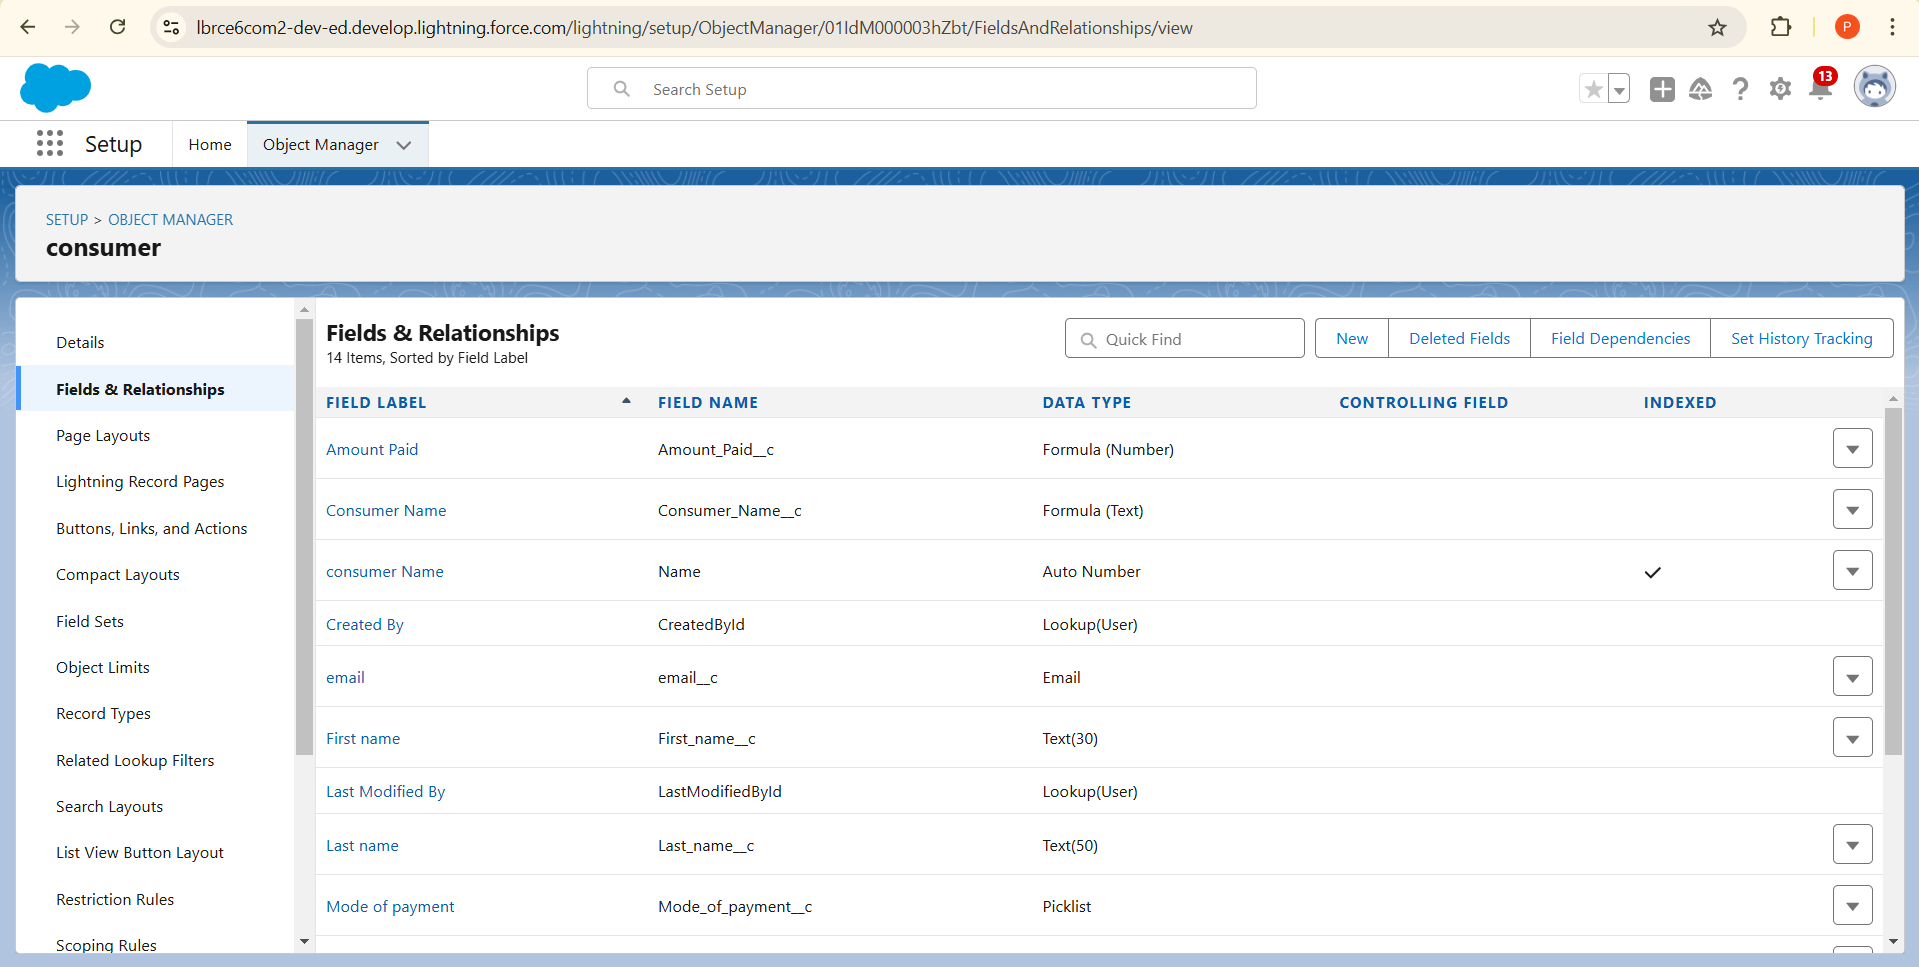 lbrce6com2-dev-ed.develop.lightning.force.com/lightning/setup/ObjectManager/01IdM000003hZbt/FieldsAndRelationships/view
P
Search Setup
13
Setup
Home
Object Manager
SETUP > OBJECT MANAGER
consumer
Details
Fields & Relationships
Page Layouts
Lightning Record Pages
Buttons, Links, and Actions
Compact Layouts
Field Sets
Object Limits
Record Types
Related Lookup Filters
Search Layouts
List View Button Layout
Restriction Rules
Scoping Rules
Fields & Relationships
14 Items, Sorted by Field Label
Quick Find
New
Deleted Fields
Field Dependencies
Set History Tracking
FIELD LABEL FIELD NAME DATA TYPE CONTROLLING FIELD INDEXED
Amount Paid Amount_Paid__c Formula (Number)
Consumer Name Consumer_Name__c Formula (Text)
consumer Name Name Auto Number
Created By CreatedById Lookup(User)
email email__c Email
First name First_name__c Text(30)
Last Modified By LastModifiedById Lookup(User)
Last name Last_name__c Text(50)
Mode of payment Mode_of_payment__c Picklist